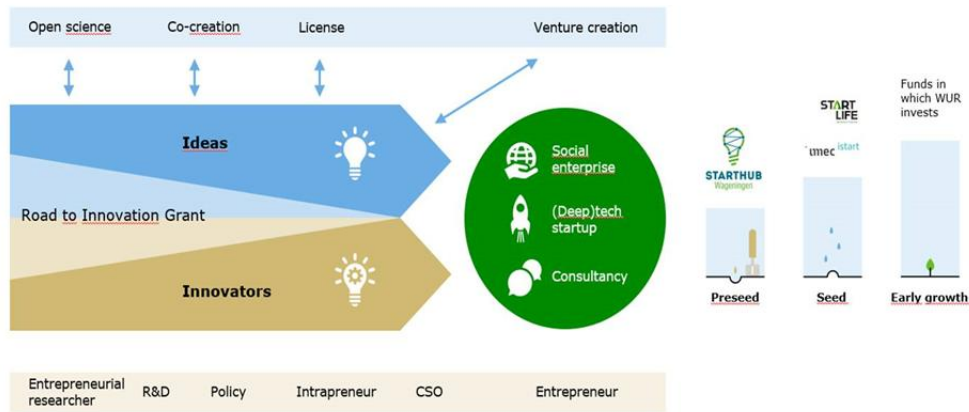 Open science
Co-creation
License
Venture creation
Ideas
Road to Innovation Grant
Innovators
Social
enterprise
(Deep)tech
startup
Consultancy
STARTHUB
Wageningen
START
LIFE
imec istart
Funds in
which WUR
invests
Preseed
Seed
Early growth
Entrepreneurial
researcher
R&D
Policy
Intrapreneur
CSO
Entrepreneur